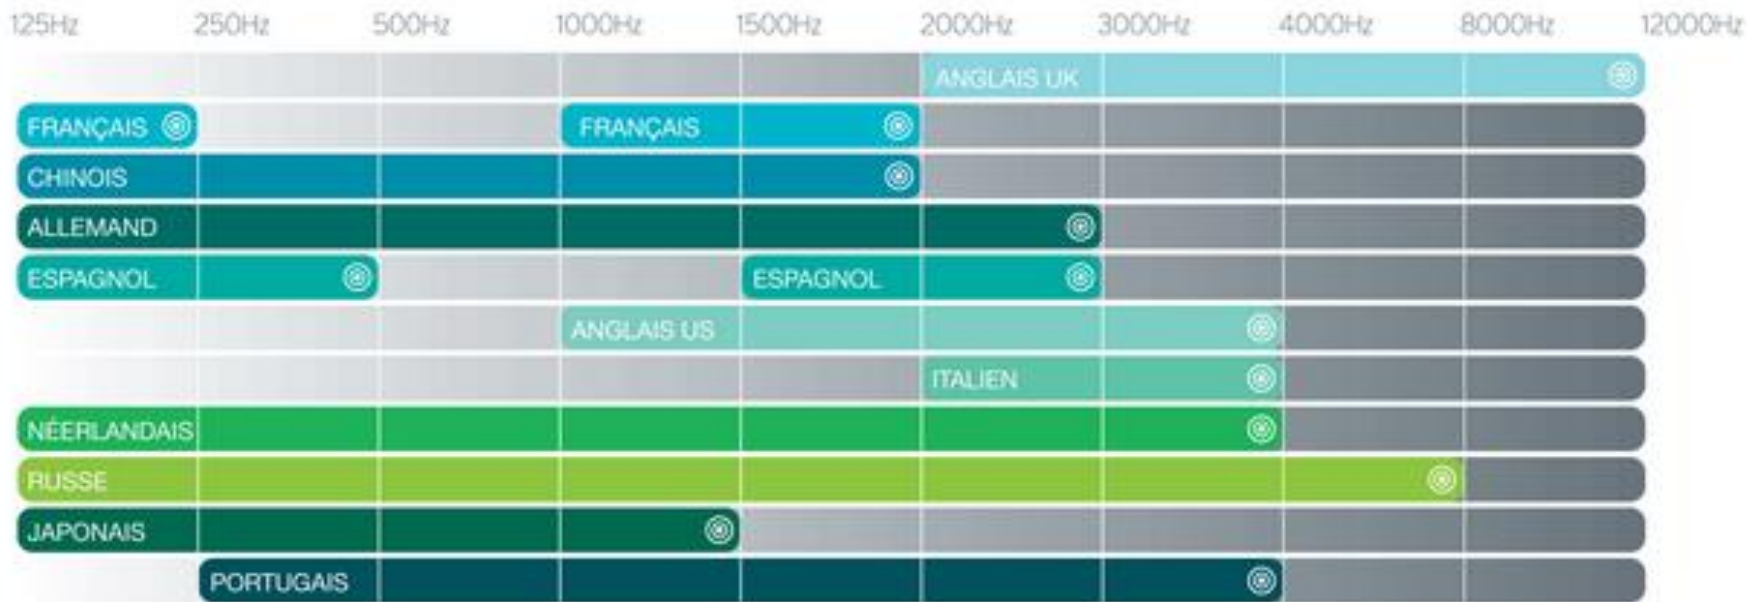 125Hz 250Hz 500Hz 1000Hz 1500Hz 2000Hz 3000Hz 4000Hz 8000Hz 12000Hz
ANGLAIS UK
FRANÇAIS FRANÇAIS
CHINOIS
ALLEMAND
ESPAGNOL ESPAGNOL
ANGLAIS US
ITALIEN
NÉERLANDAIS
RUSSE
JAPONAIS
PORTUGAIS